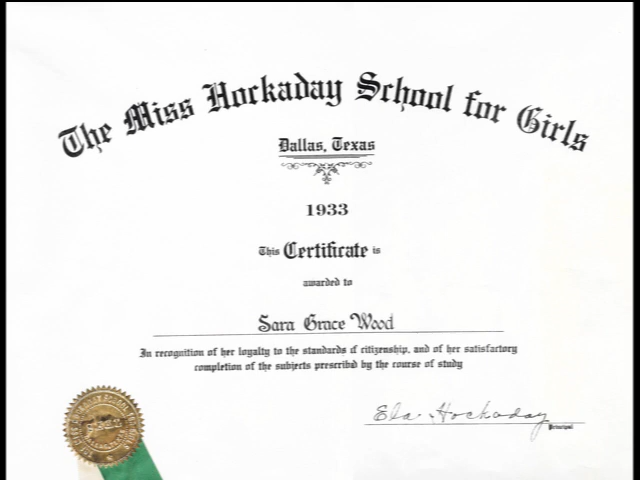 The Miss Hockaday School for Girls
Dallas, Texas
1933
This Certificate is
awarded to
Sara Grace Wood
In recognition of her loyalty to the standards of citizenship, and of her satisfactory
completion of the subjects prescribed by the course of study
Ela Hockaday
Principal